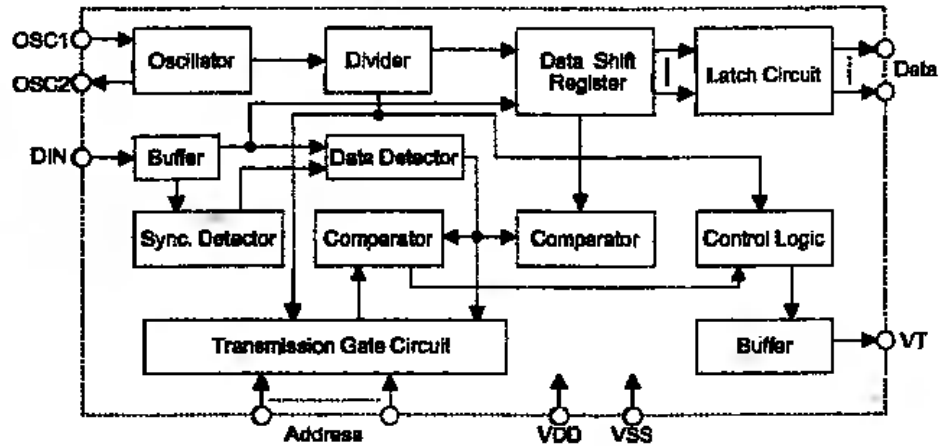 OSC1
Oscillator
Divider
Data Shift
Register
Latch Circuit
Data
OSC2
DIN
Buffer
Data Detector
Sync. Detector
Comparator
Comparator
Control Logic
Transmission Gate Circuit
Buffer
VT
Address
VDD
VSS